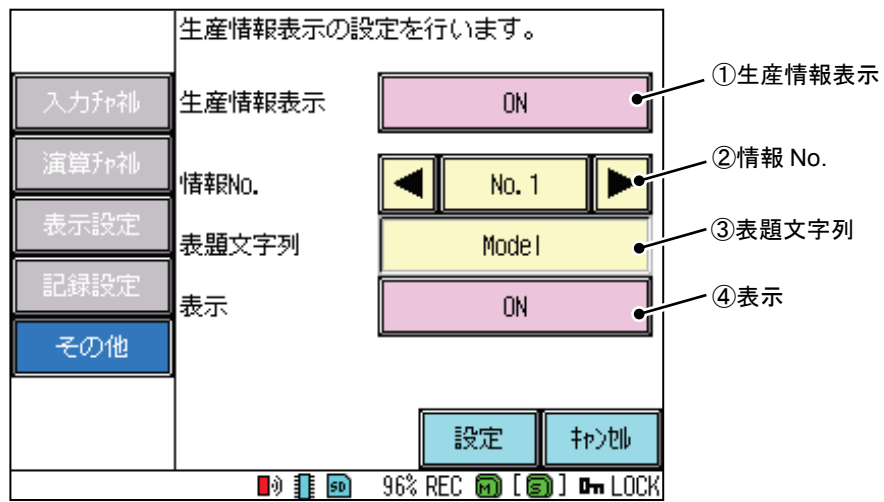 生産情報表示の設定を行います。
入力ﾁｬﾈﾙ
生産情報表示
ON
①生産情報表示
演算ﾁｬﾈﾙ
情報No.
No. 1
②情報 No.
表示設定
表題文字列
Model
③表題文字列
記録設定
表示
ON
④表示
その他
設定
ｷｬﾝｾﾙ
SD 96% REC M [ S ] LOCK